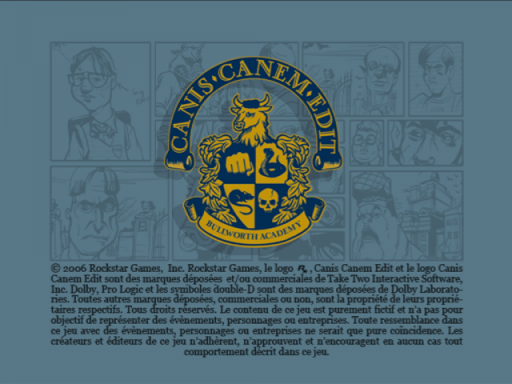 CANIS·CANEM·EDIT
BULLWORTH ACADEMY
© 2006 Rockstar Games, Inc. Rockstar Games, le logo R, Canis Canem Edit et le logo Canis
Canem Edit sont des marques déposées et/ou commerciales de Take Two Interactive Software,
Inc. Dolby, Pro Logic et les symboles double-D sont des marques déposées de Dolby Laborato-
ries. Toutes autres marques déposées, commerciales ou non, sont la propriété de leurs proprié-
taires respectifs. Tous droits réservés. Le contenu de ce jeu est purement fictif et n'a pas pour
objectif de représenter des évènements, personnages ou entreprises. Toute ressemblance dans
ce jeu avec des évènements, personnages ou entreprises ne serait que pure coïncidence. Les
créateurs et éditeurs de ce jeu n'adhèrent, n'approuvent et n'encouragent en aucun cas tout
comportement décrit dans ce jeu.